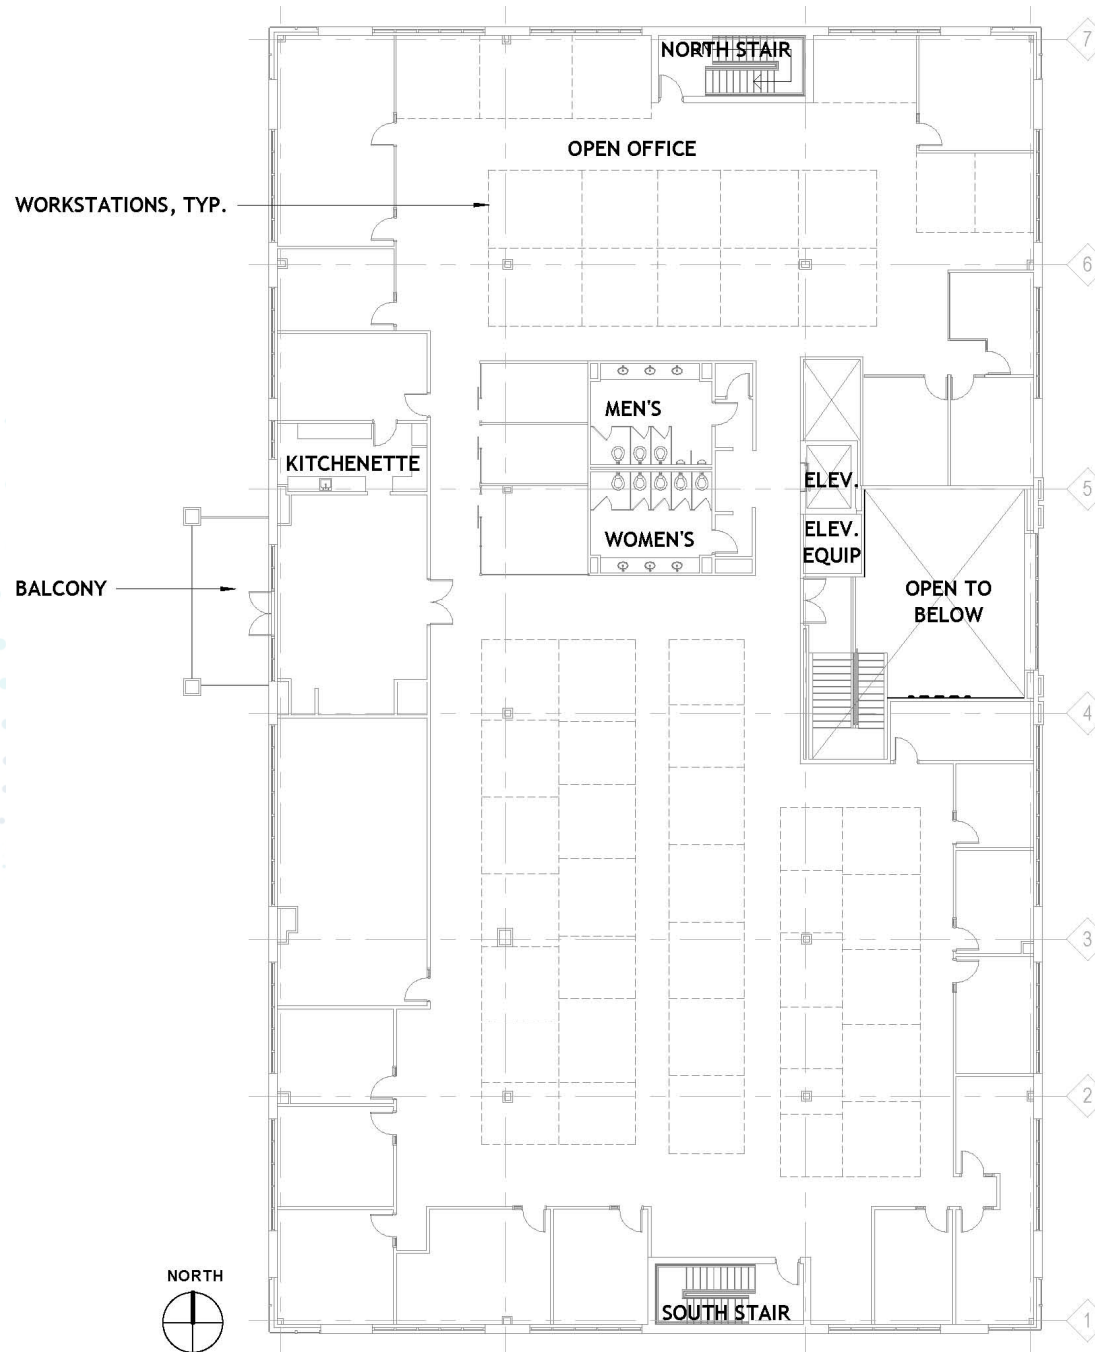 NORTH STAIR
7
OPEN OFFICE
WORKSTATIONS, TYP.
6
MEN'S
KITCHENETTE
ELEV.
5
ELEV.
EQUIP
WOMEN'S
BALCONY
OPEN TO
BELOW
4
3
2
NORTH
SOUTH STAIR
1